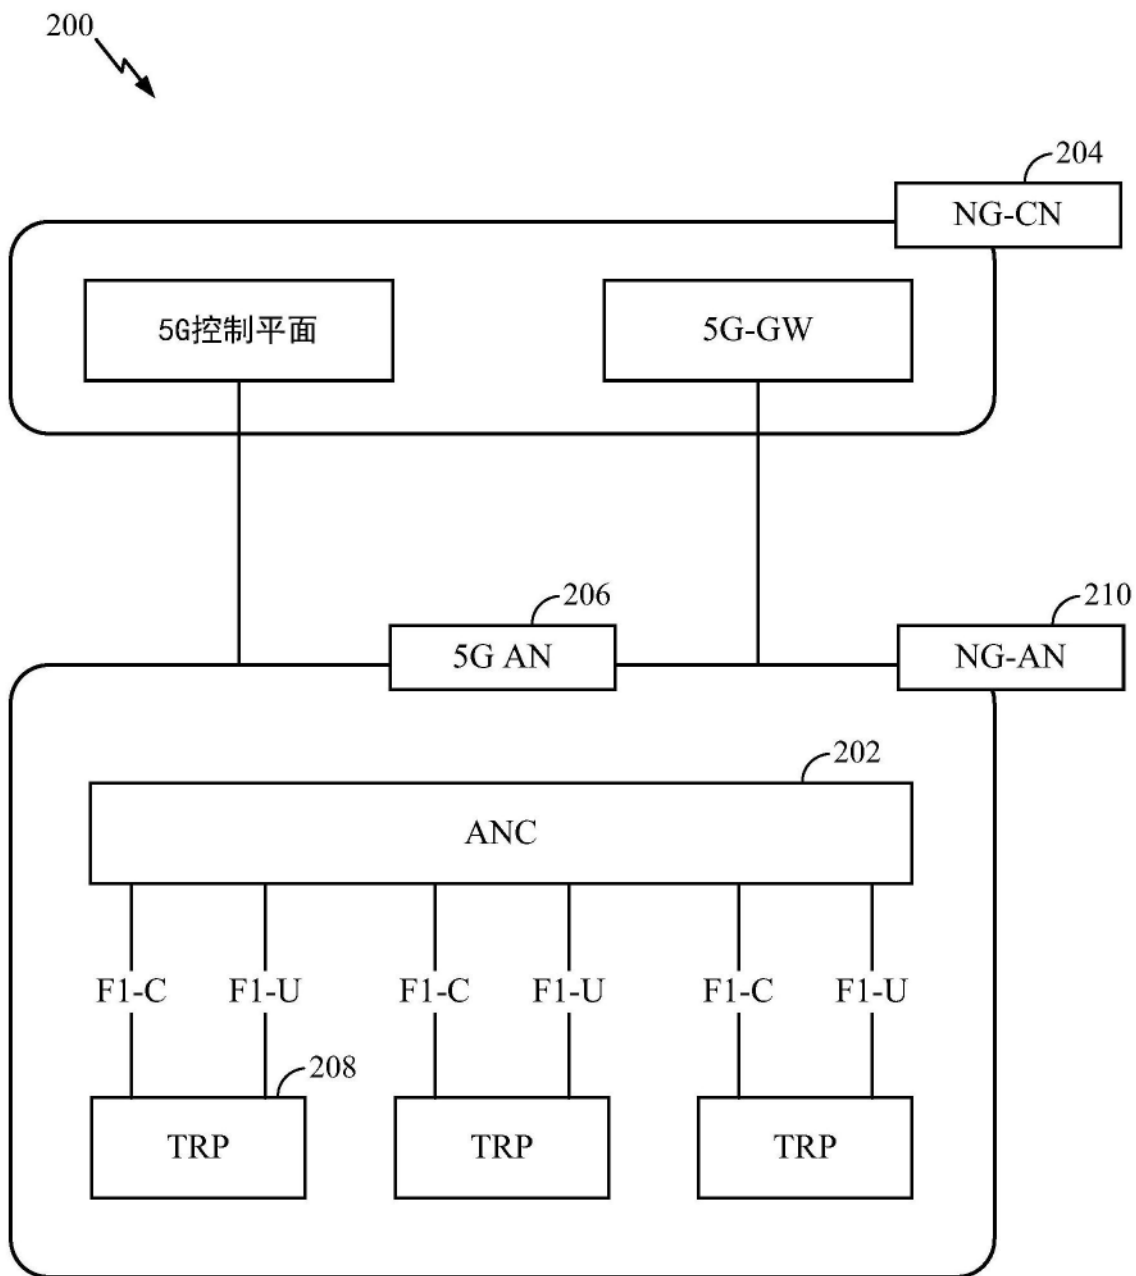 200
204
NG-CN
5G控制平面
5G-GW
206
210
5G AN
NG-AN
202
ANC
F1-C F1-U F1-C F1-U F1-C F1-U
208
TRP TRP TRP